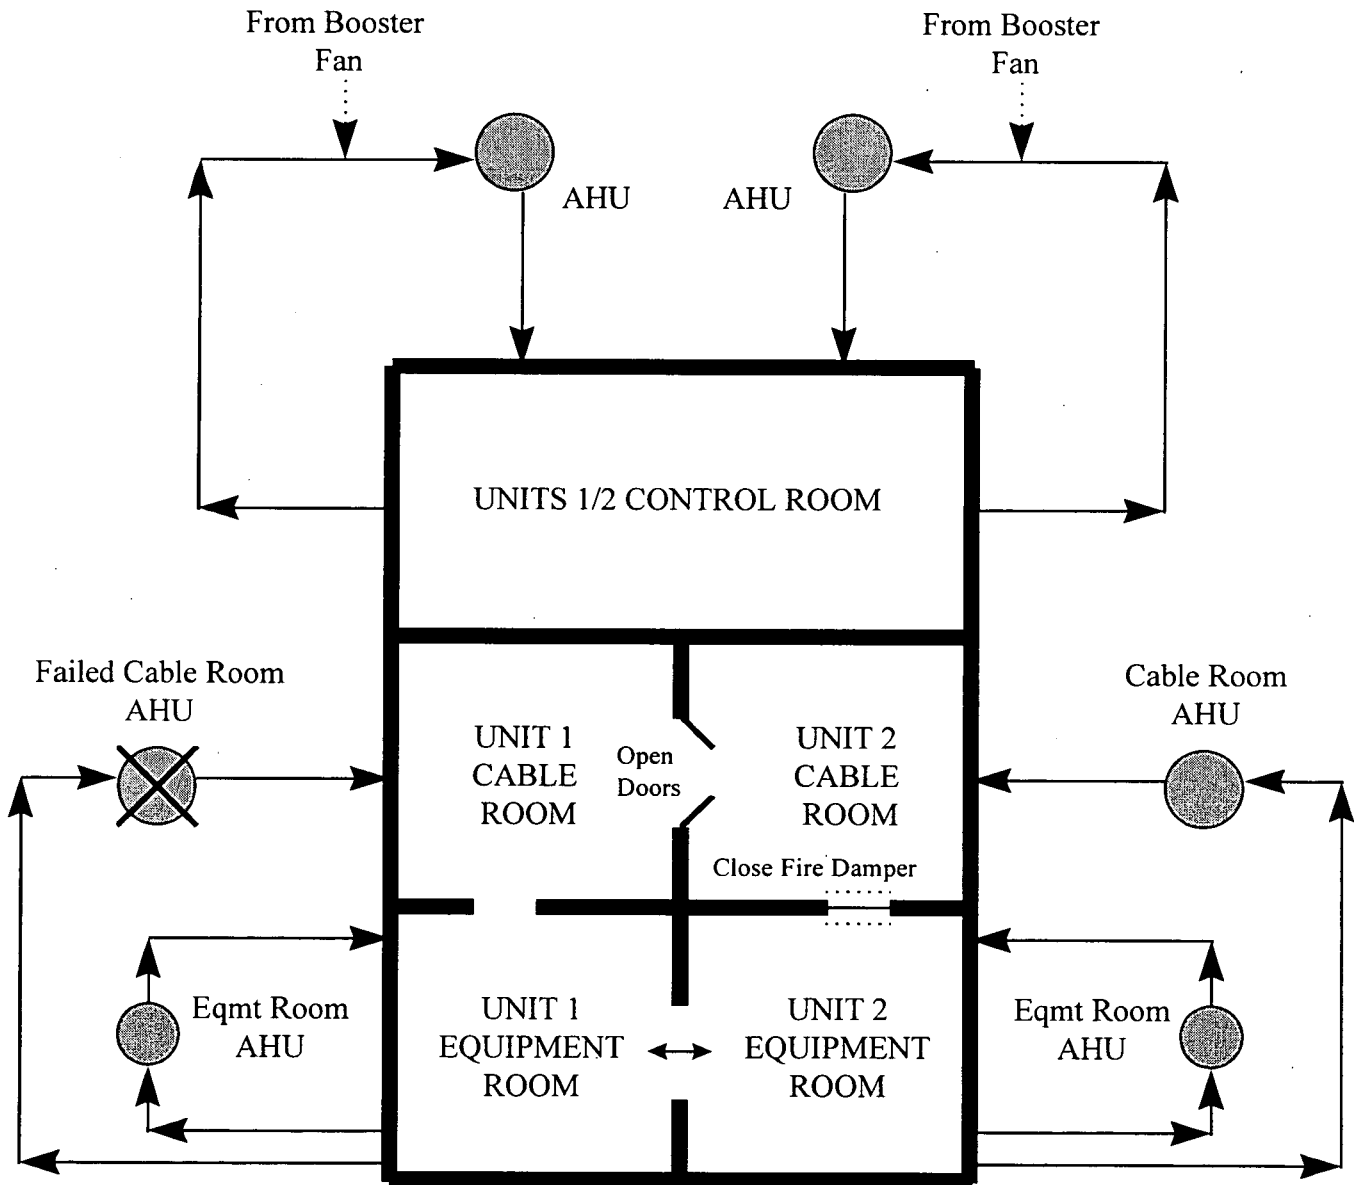 From Booster
Fan
From Booster
Fan
AHU
AHU
UNITS 1/2 CONTROL ROOM
Failed Cable Room
AHU
Cable Room
AHU
UNIT 1
CABLE
ROOM
Open
Doors
UNIT 2
CABLE
ROOM
Close Fire Damper
Eqmt Room
AHU
UNIT 1
EQUIPMENT
ROOM
UNIT 2
EQUIPMENT
ROOM
Eqmt Room
AHU